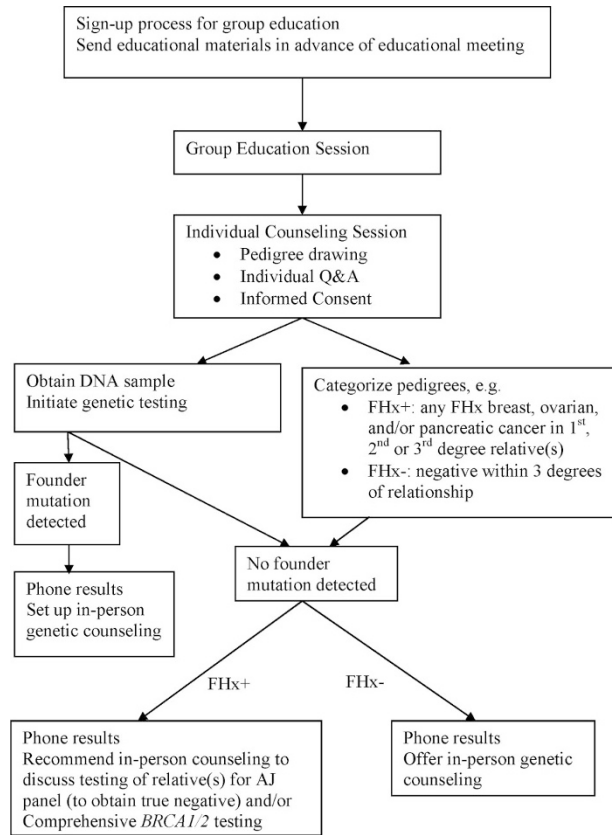 Sign-up process for group education
Send educational materials in advance of educational meeting
Group Education Session
Individual Counseling Session
• Pedigree drawing
• Individual Q&A
• Informed Consent
Obtain DNA sample
Initiate genetic testing
Categorize pedigrees, e.g.
• FHx+: any FHx breast, ovarian,
and/or pancreatic cancer in 1st,
2nd or 3rd degree relative(s)
• FHx-: negative within 3 degrees
of relationship
Founder
mutation
detected
No founder
mutation detected
Phone results
Set up in-person
genetic counseling
FHx+
FHx-
Phone results
Recommend in-person counseling to
discuss testing of relative(s) for AJ
panel (to obtain true negative) and/or
Comprehensive BRCA1/2 testing
Phone results
Offer in-person genetic
counseling